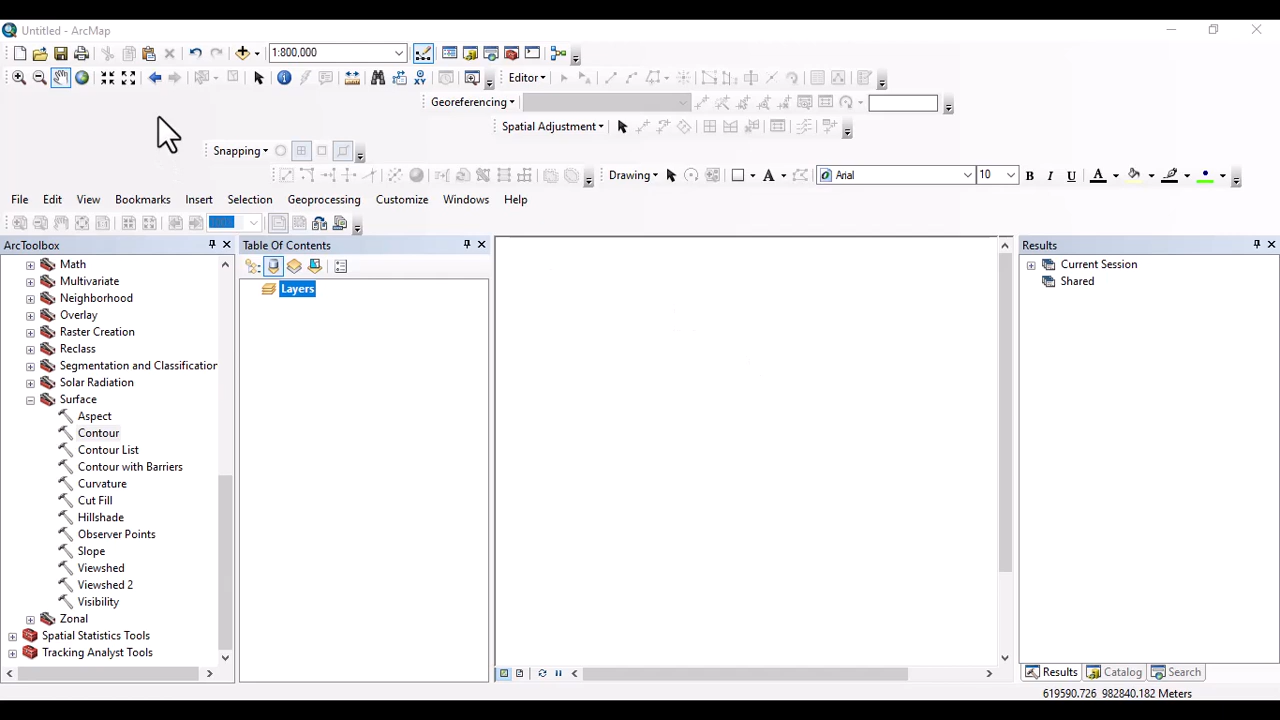 Untitled - ArcMap
1:800,000
Editor
Georeferencing
Spatial Adjustment
Snapping
Drawing
A
Arial
10
B
I
U
A
File
Edit
View
Bookmarks
Insert
Selection
Geoprocessing
Customize
Windows
Help
ArcToolbox
Math
Multivariate
Neighborhood
Overlay
Raster Creation
Reclass
Segmentation and Classification
Solar Radiation
Surface
Aspect
Contour
Contour List
Contour with Barriers
Curvature
Cut Fill
Hillshade
Observer Points
Slope
Viewshed
Viewshed 2
Visibility
Zonal
Spatial Statistics Tools
Tracking Analyst Tools
Table Of Contents
Layers
Results
Current Session
Shared
Results
Catalog
Search
619590.726 982840.182 Meters